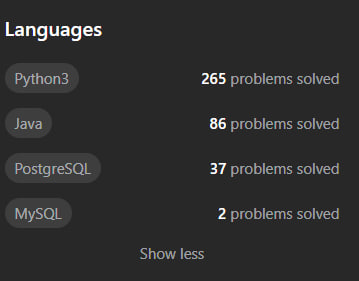 Languages
Python3 265 problems solved
Java 86 problems solved
PostgreSQL 37 problems solved
MySQL 2 problems solved
Show less